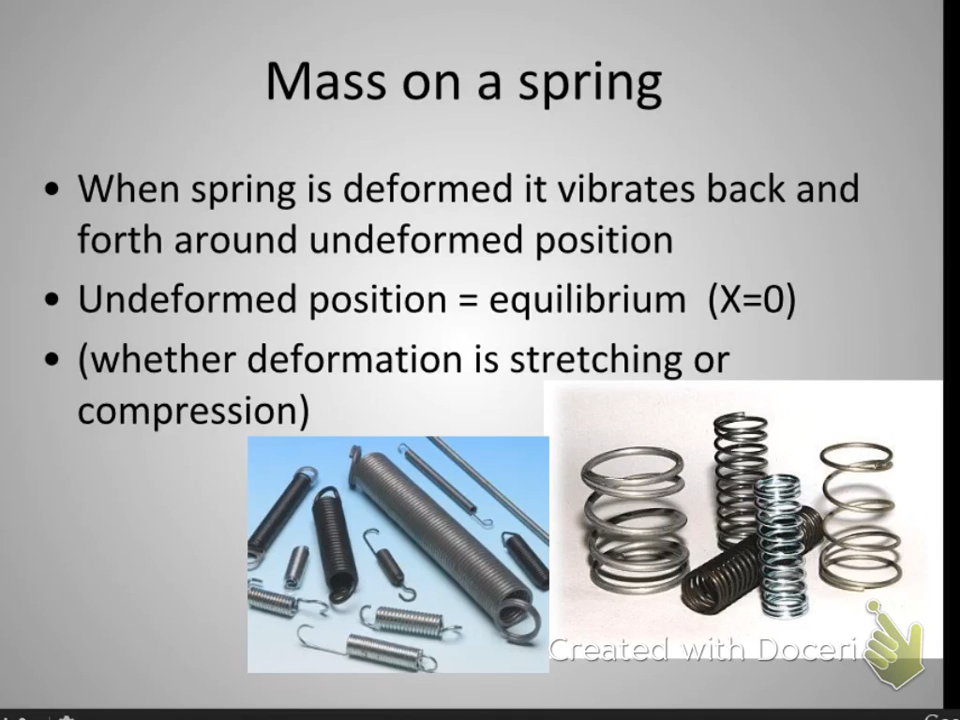 Mass on a spring
• When spring is deformed it vibrates back and
forth around undeformed position
• Undeformed position = equilibrium (X=0)
• (whether deformation is stretching or
compression)
Created with Doceri